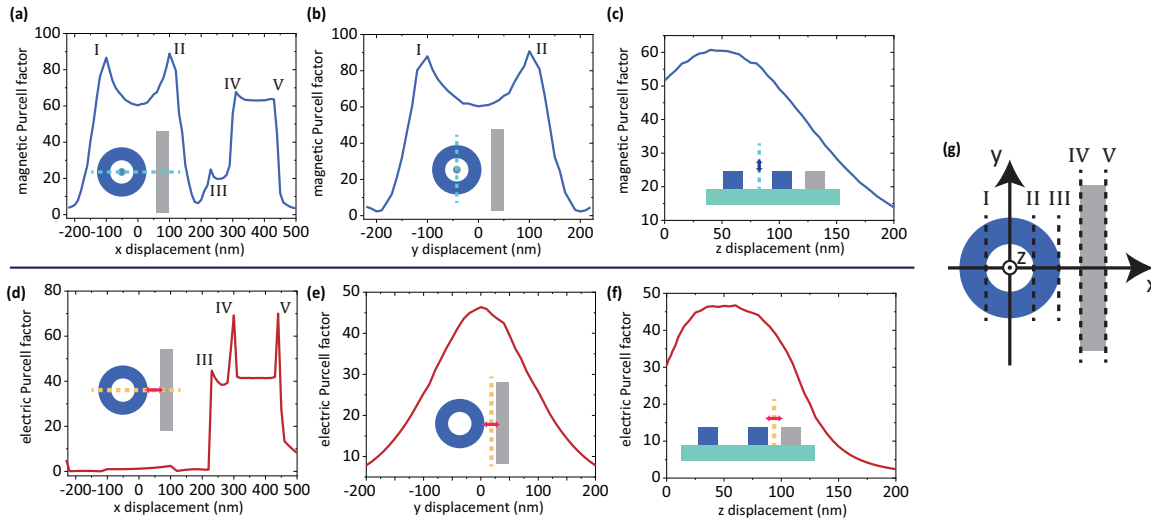 (a)
magnetic Purcell factor
100
80
60
40
20
0
I
II
III
IV
V
-200 -100 0 100 200 300 400 500
x displacement (nm)
(b)
magnetic Purcell factor
100
80
60
40
20
0
I
II
-200 -100 0 100 200
y displacement (nm)
(c)
magnetic Purcell factor
60
50
40
30
20
10
0 50 100 150 200
z displacement (nm)
(d)
electric Purcell factor
80
60
40
20
0
III
IV
V
-200 -100 0 100 200 300 400 500
x displacement (nm)
(e)
electric Purcell factor
50
40
30
20
10
-200 -100 0 100 200
y displacement (nm)
(f)
electric Purcell factor
50
40
30
20
10
0
0 50 100 150 200
z displacement (nm)
(g)
y
IV V
I II III
z
x